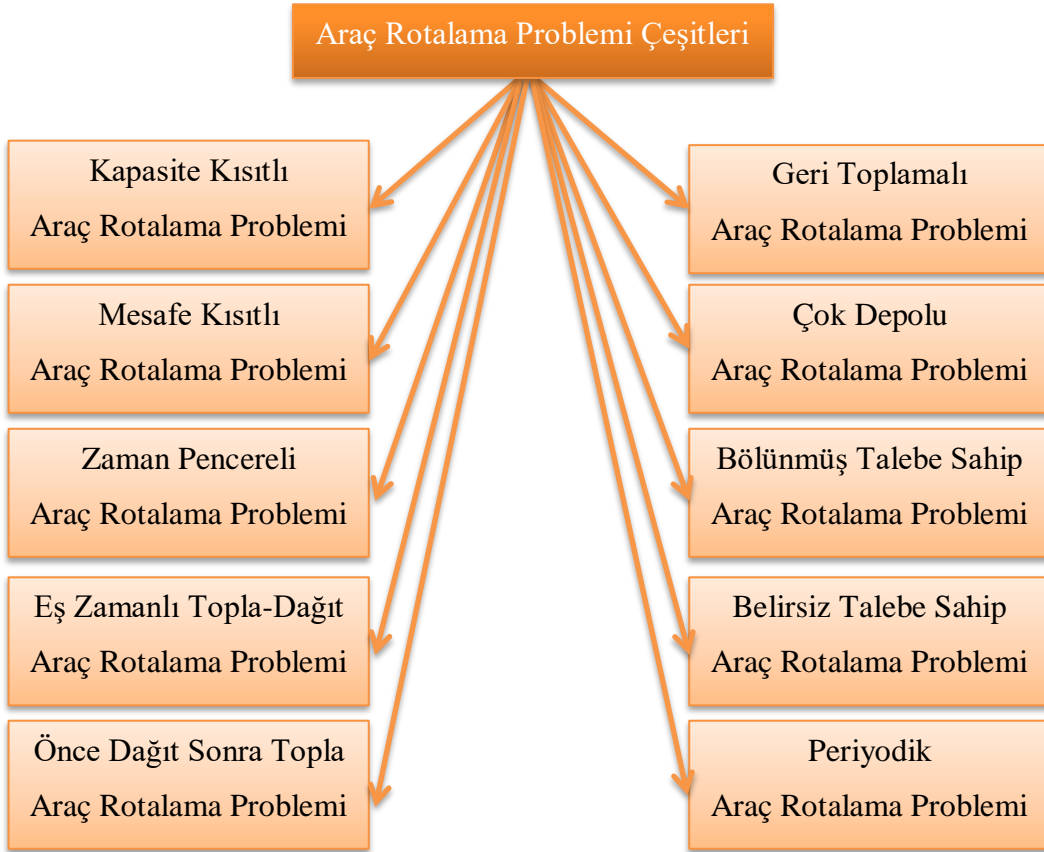 Araç Rotalama Problemi Çeşitleri
Kapasite Kısıtlı
Araç Rotalama Problemi
Mesafe Kısıtlı
Araç Rotalama Problemi
Zaman Pencereli
Araç Rotalama Problemi
Eş Zamanlı Topla-Dağıt
Araç Rotalama Problemi
Önce Dağıt Sonra Topla
Araç Rotalama Problemi
Geri Toplamalı
Araç Rotalama Problemi
Çok Depolu
Araç Rotalama Problemi
Bölünmüş Talebe Sahip
Araç Rotalama Problemi
Belirsiz Talebe Sahip
Araç Rotalama Problemi
Periyodik
Araç Rotalama Problemi